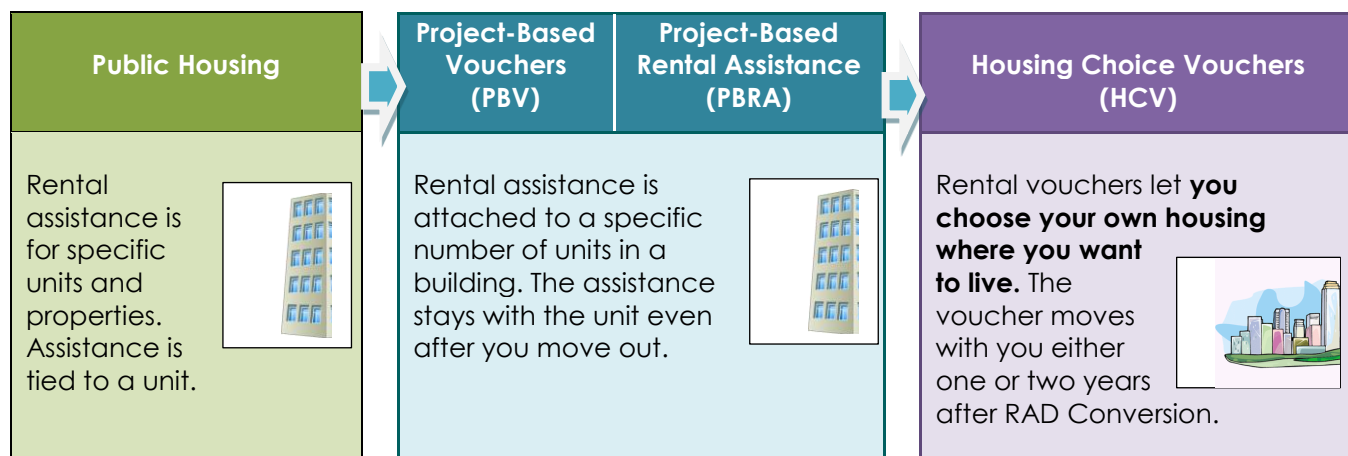 Public Housing
Rental
assistance is
for specific
units and
properties.
Assistance is
tied to a unit.
Project-Based
Vouchers
(PBV)
Project-Based
Rental Assistance
(PBRA)
Rental assistance is
attached to a specific
number of units in a
building. The assistance
stays with the unit even
after you move out.
Housing Choice Vouchers
(HCV)
Rental vouchers let you
choose your own housing
where you want
to live. The
voucher moves
with you either
one or two years
after RAD Conversion.